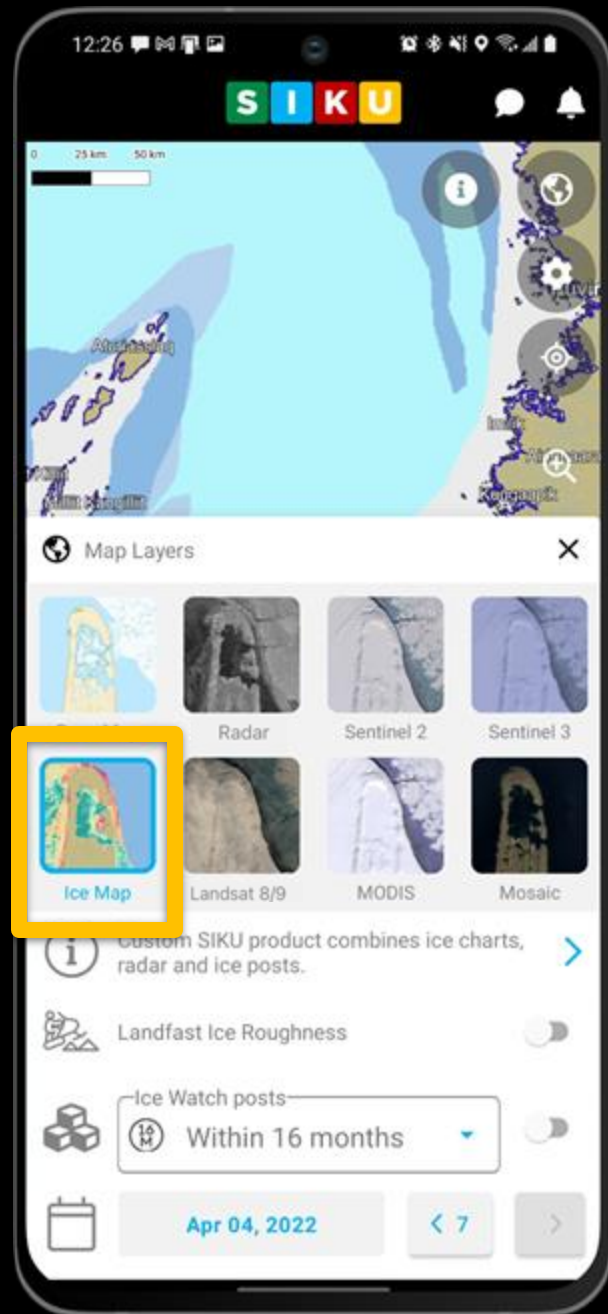 12:26
SIKU
0 25 km 50 km
Imilik
Map Layers
Radar Sentinel 2 Sentinel 3
Ice Map Landsat 8/9 MODIS Mosaic
Custom SIKU product combines ice charts,
radar and ice posts.
Landfast Ice Roughness
Ice Watch posts
16 M Within 16 months
Apr 04, 2022 < 7 >